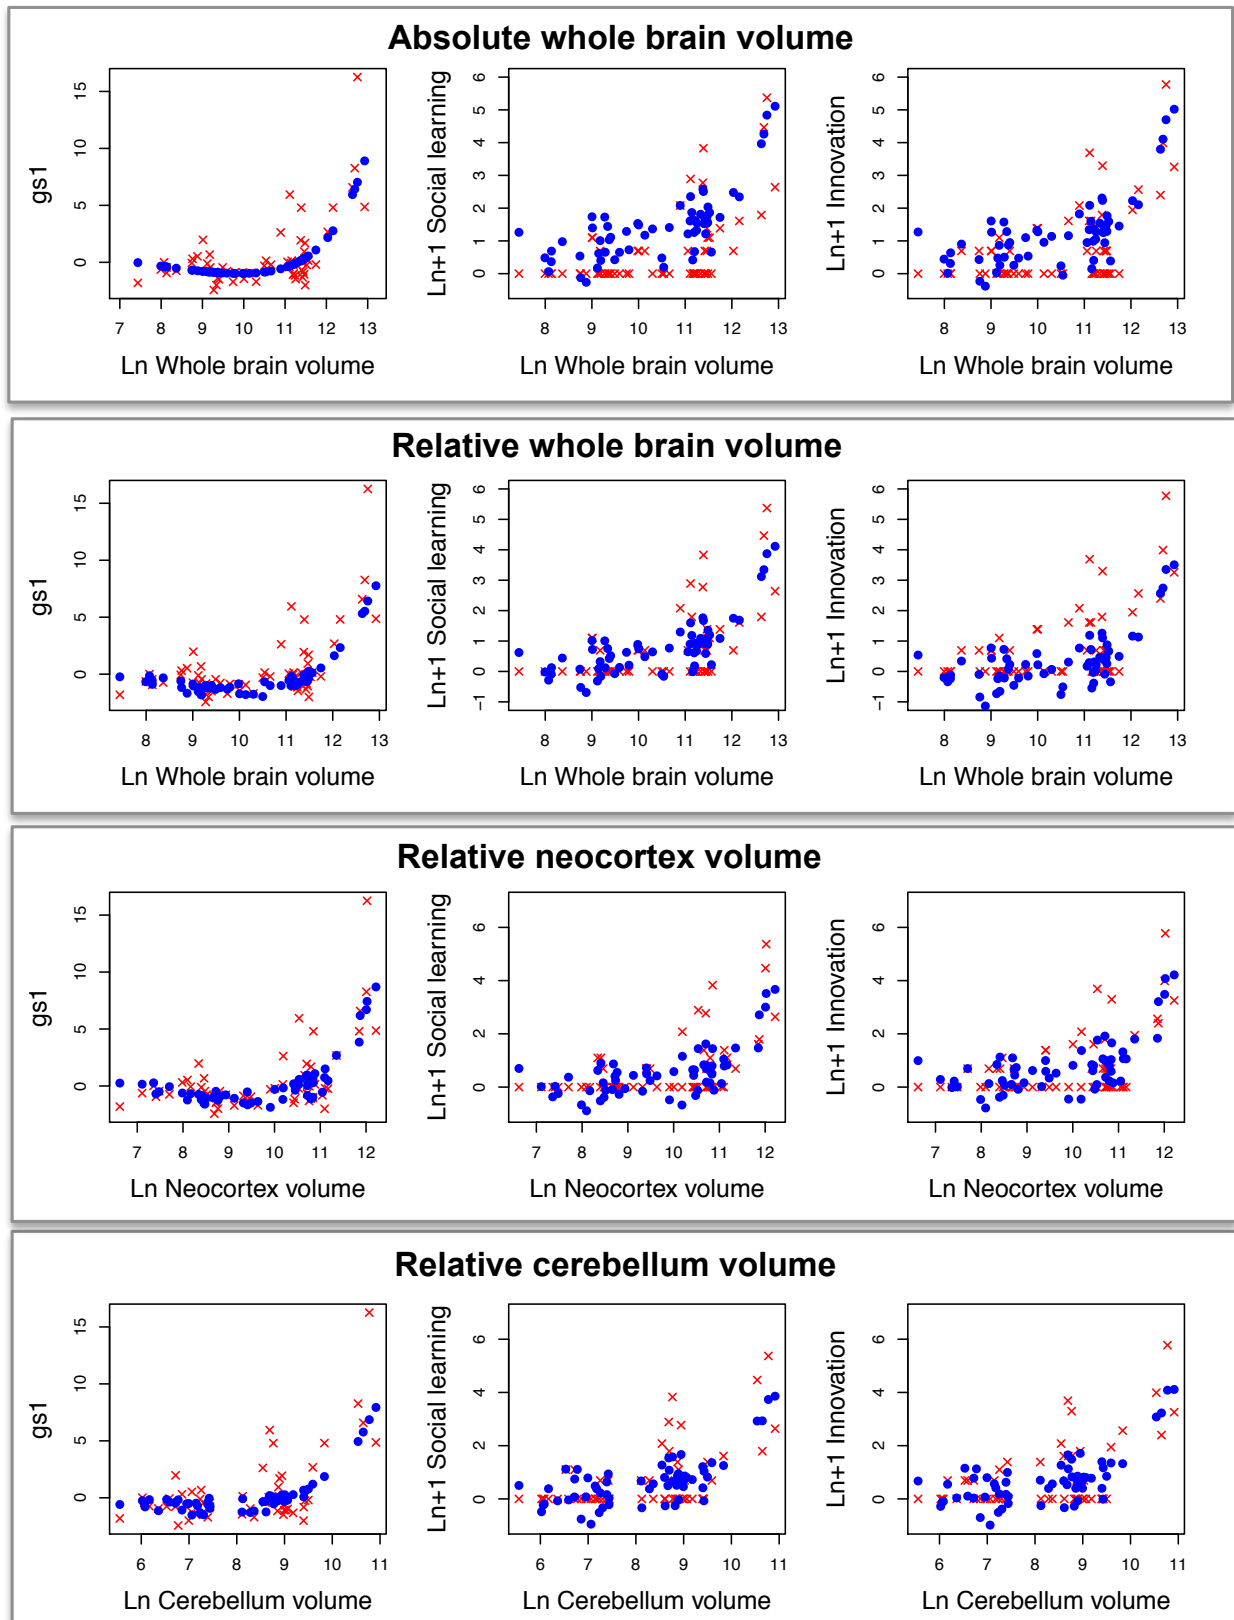 Absolute whole brain volume
gs1
0 5 10 15
7 8 9 10 11 12 13
Ln Whole brain volume
Ln+1 Social learning
0 1 2 3 4 5 6
8 9 10 11 12 13
Ln Whole brain volume
Ln+1 Innovation
0 1 2 3 4 5 6
8 9 10 11 12 13
Ln Whole brain volume
Relative whole brain volume
gs1
0 5 10 15
8 9 10 11 12 13
Ln Whole brain volume
Ln+1 Social learning
−1 0 1 2 3 4 5 6
8 9 10 11 12 13
Ln Whole brain volume
Ln+1 Innovation
−1 0 1 2 3 4 5 6
8 9 10 11 12 13
Ln Whole brain volume
Relative neocortex volume
gs1
0 5 10 15
7 8 9 10 11 12
Ln Neocortex volume
Ln+1 Social learning
0 2 4 6
7 8 9 10 11 12
Ln Neocortex volume
Ln+1 Innovation
0 2 4 6
7 8 9 10 11 12
Ln Neocortex volume
Relative cerebellum volume
gs1
0 5 10 15
6 7 8 9 10 11
Ln Cerebellum volume
Ln+1 Social learning
0 2 4 6
6 7 8 9 10 11
Ln Cerebellum volume
Ln+1 Innovation
0 2 4 6
6 7 8 9 10 11
Ln Cerebellum volume